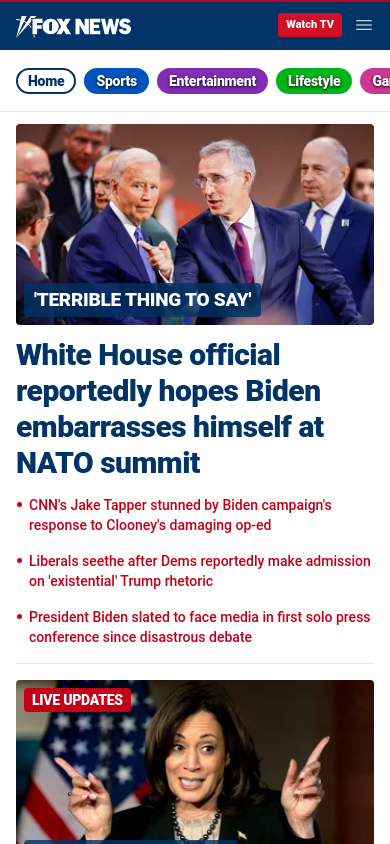 FOX NEWS
Watch TV
Home
Sports
Entertainment
Lifestyle
'TERRIBLE THING TO SAY'
White House official
reportedly hopes Biden
embarrasses himself at
NATO summit
• CNN's Jake Tapper stunned by Biden campaign's
response to Clooney's damaging op-ed
• Liberals seethe after Dems reportedly make admission
on 'existential' Trump rhetoric
• President Biden slated to face media in first solo press
conference since disastrous debate
LIVE UPDATES